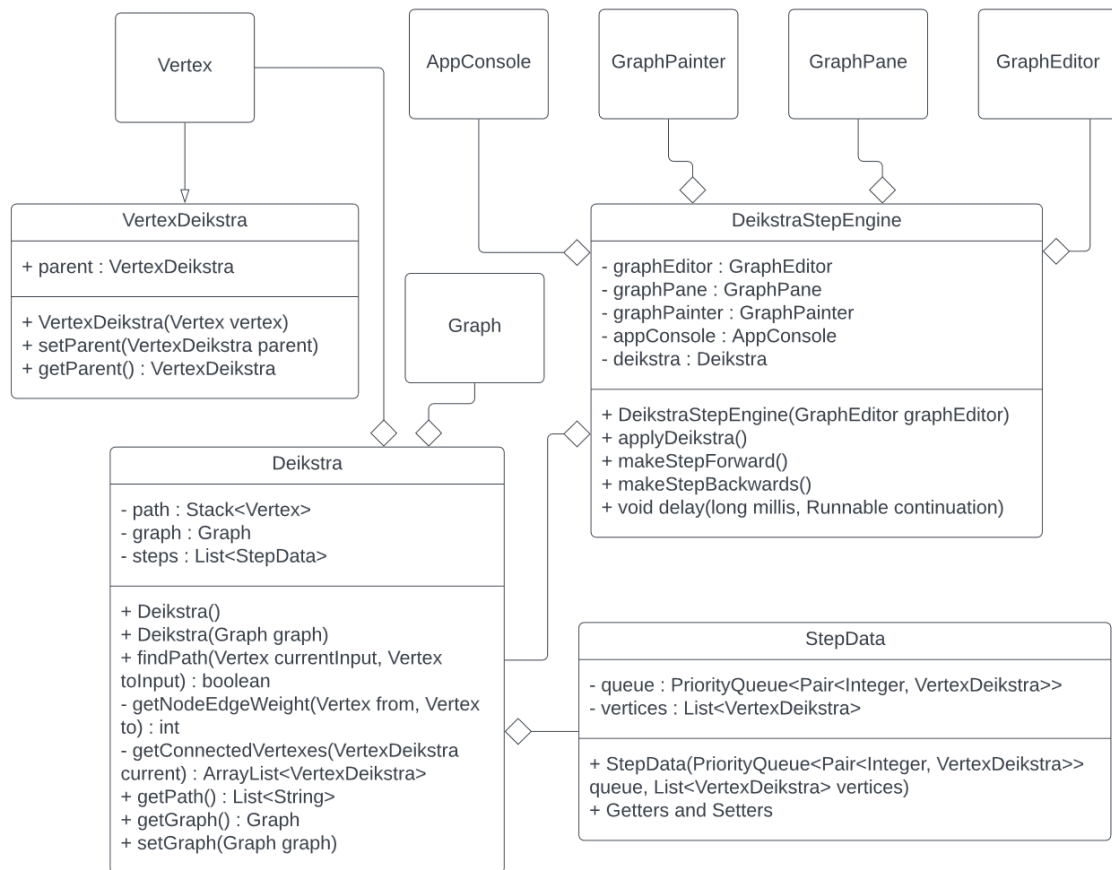 Vertex
AppConsole
GraphPainter
GraphPane
GraphEditor
VertexDeikstra
+ parent : VertexDeikstra
+ VertexDeikstra(Vertex vertex)
+ setParent(VertexDeikstra parent)
+ getParent() : VertexDeikstra
Graph
DeikstraStepEngine
- graphEditor : GraphEditor
- graphPane : GraphPane
- graphPainter : GraphPainter
- appConsole : AppConsole
- deikstra : Deikstra
+ DeikstraStepEngine(GraphEditor graphEditor)
+ applyDeikstra()
+ makeStepForward()
+ makeStepBackwards()
+ void delay(long millis, Runnable continuation)
Deikstra
- path : Stack<Vertex>
- graph : Graph
- steps : List<StepData>
+ Deikstra()
+ Deikstra(Graph graph)
+ findPath(Vertex currentInput, Vertex
toInput) : boolean
- getNodeEdgeWeight(Vertex from, Vertex
to) : int
- getConnectedVertexes(VertexDeikstra
current) : ArrayList<VertexDeikstra>
+ getPath() : List<String>
+ getGraph() : Graph
+ setGraph(Graph graph)
StepData
- queue : PriorityQueue<Pair<Integer, VertexDeikstra>>
- vertices : List<VertexDeikstra>
+ StepData(PriorityQueue<Pair<Integer, VertexDeikstra>>
queue, List<VertexDeikstra> vertices)
+ Getters and Setters